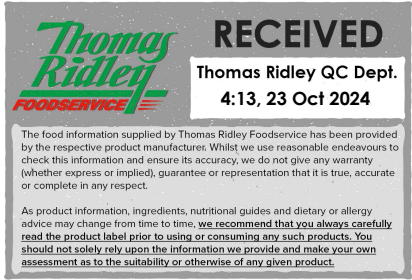 Thomas
Ridley
FOODSERVICE
RECEIVED
Thomas Ridley QC Dept.
4:13, 23 Oct 2024
The food information supplied by Thomas Ridley Foodservice has been provided
by the respective product manufacturer. Whilst we use reasonable endeavours to
check this information and ensure its accuracy, we do not give any warranty
(whether express or implied), guarantee or representation that it is true, accurate
or complete in any respect.
As product information, ingredients, nutritional guides and dietary or allergy
advice may change from time to time, we recommend that you always carefully
read the product label prior to using or consuming any such products. You
should not solely rely upon the information we provide and make your own
assessment as to the suitability or otherwise of any given product.